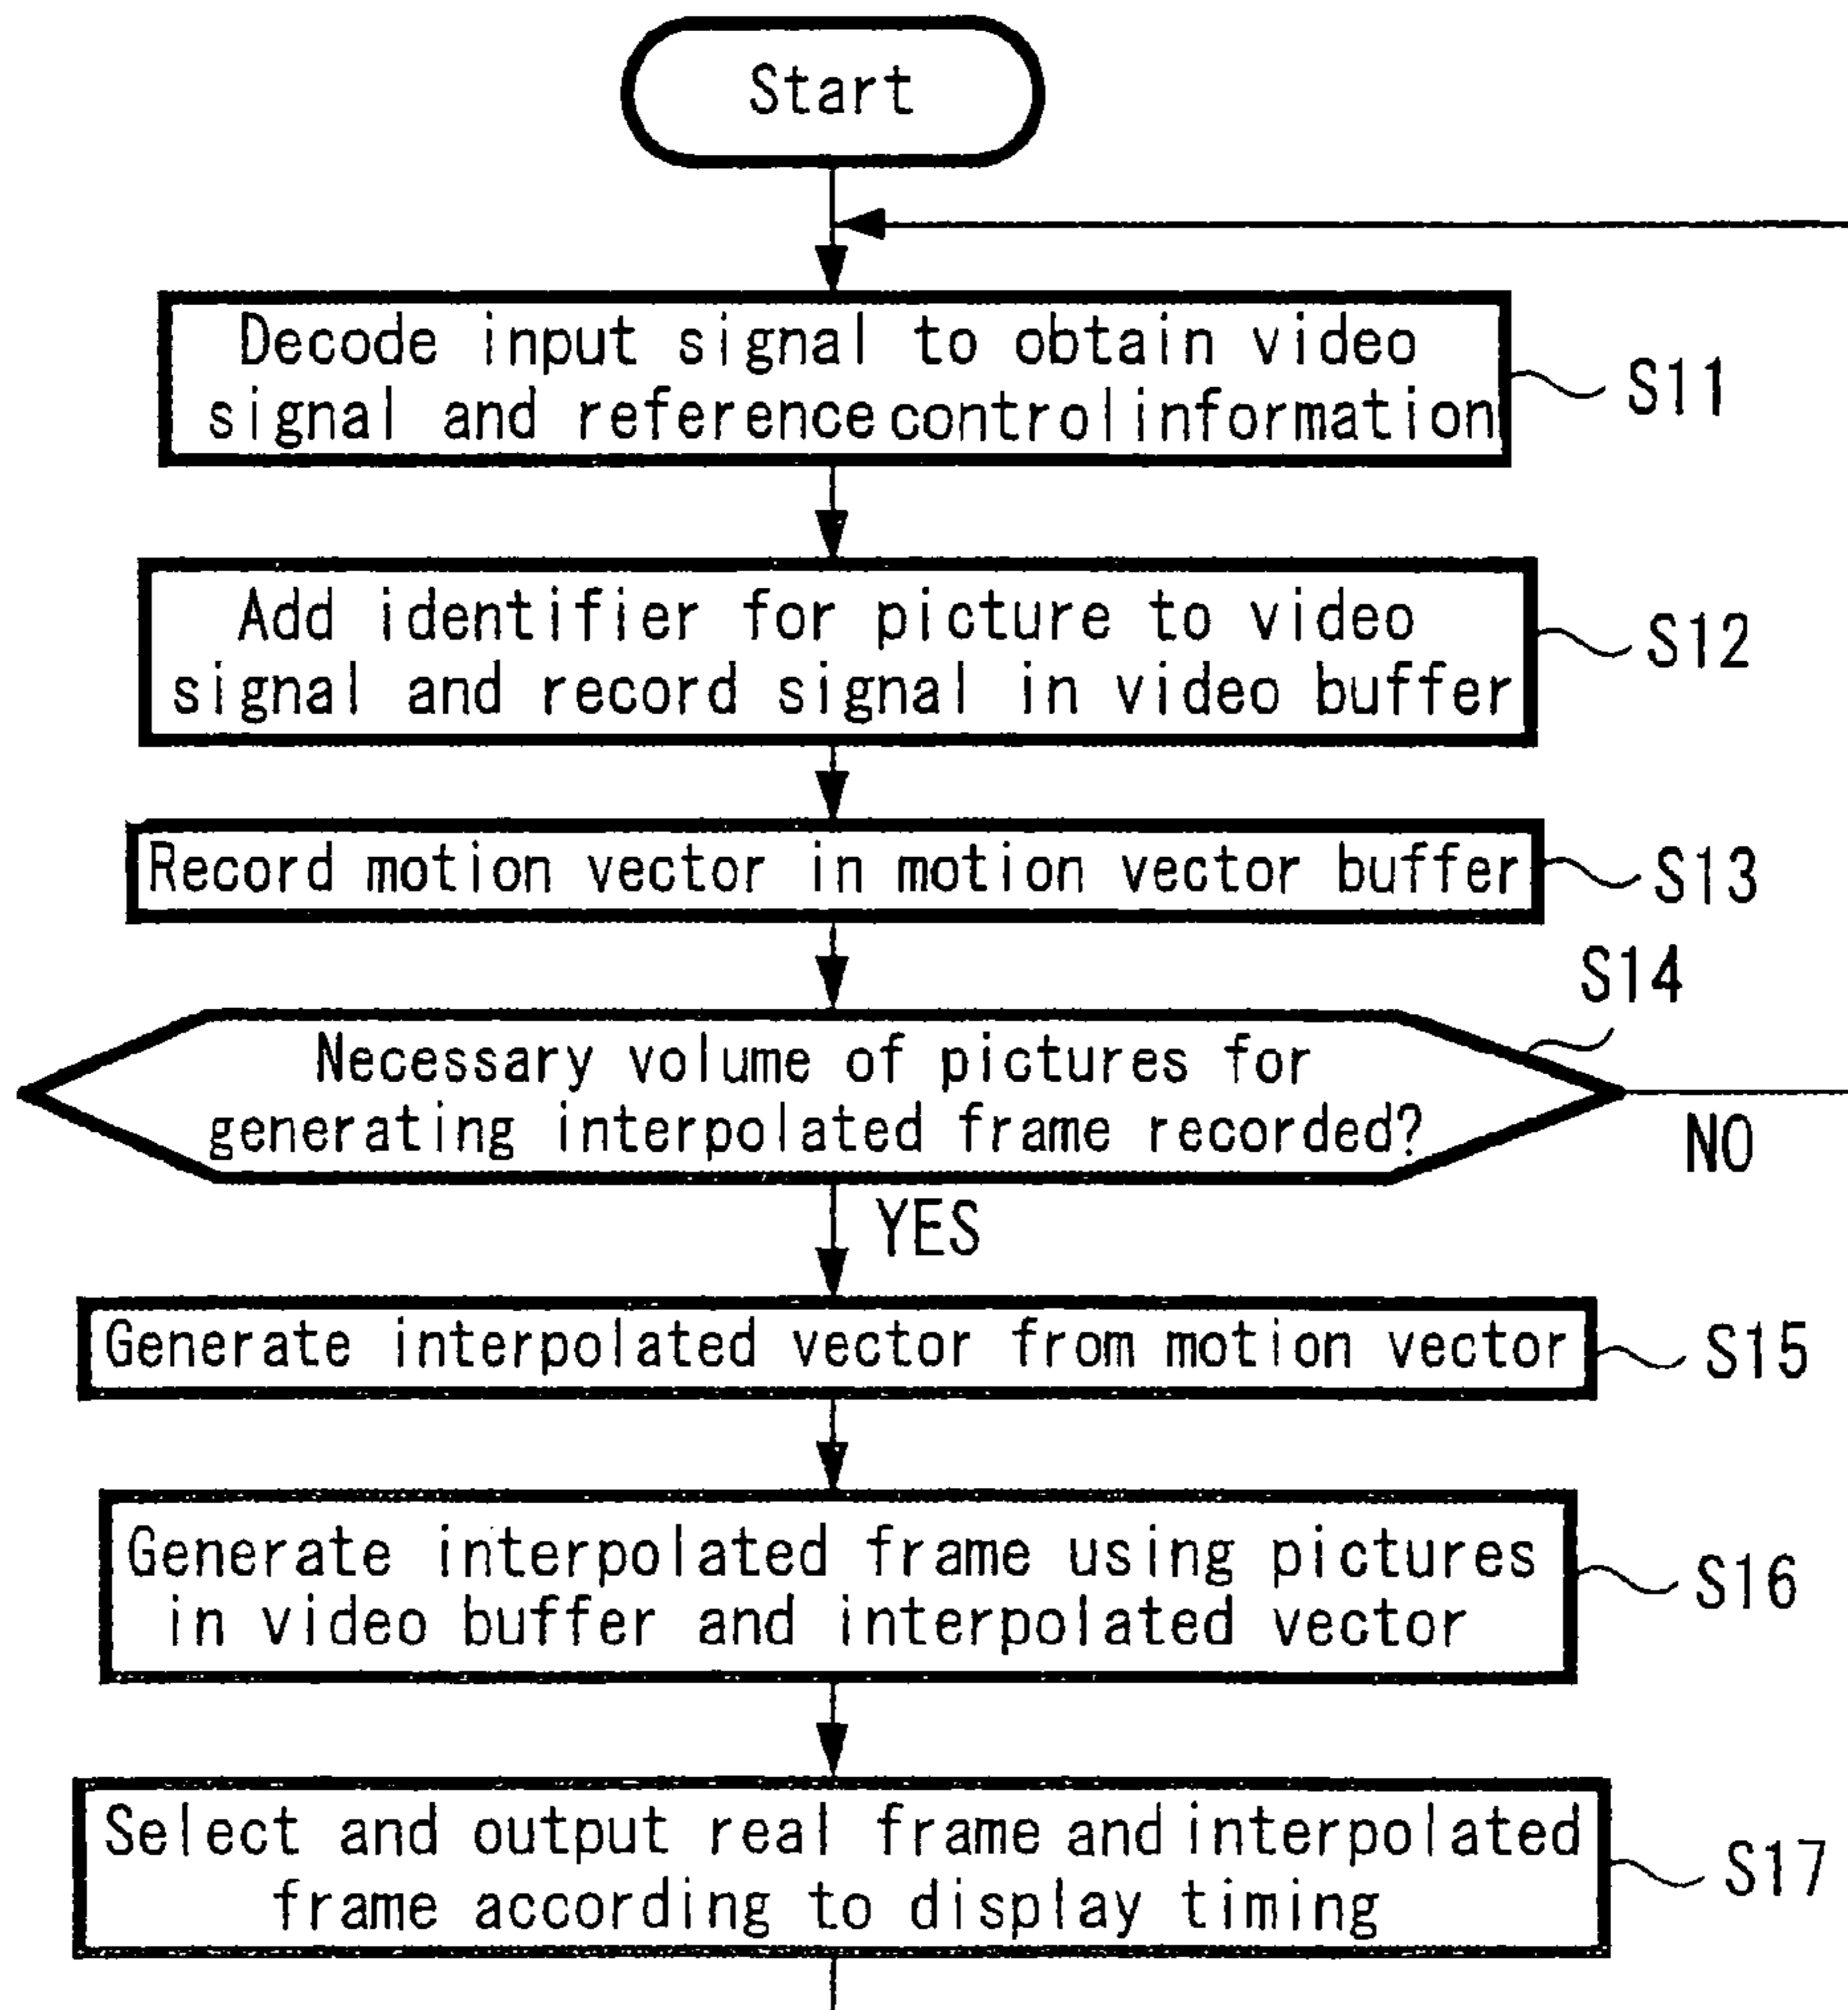 Start
Decode input signal to obtain video
signal and reference control information
S11
Add identifier for picture to video
signal and record signal in video buffer
S12
Record motion vector in motion vector buffer
S13
S14
Necessary volume of pictures for
generating interpolated frame recorded?
NO
YES
Generate interpolated vector from motion vector
S15
Generate interpolated frame using pictures
in video buffer and interpolated vector
S16
Select and output real frame and interpolated
frame according to display timing
S17